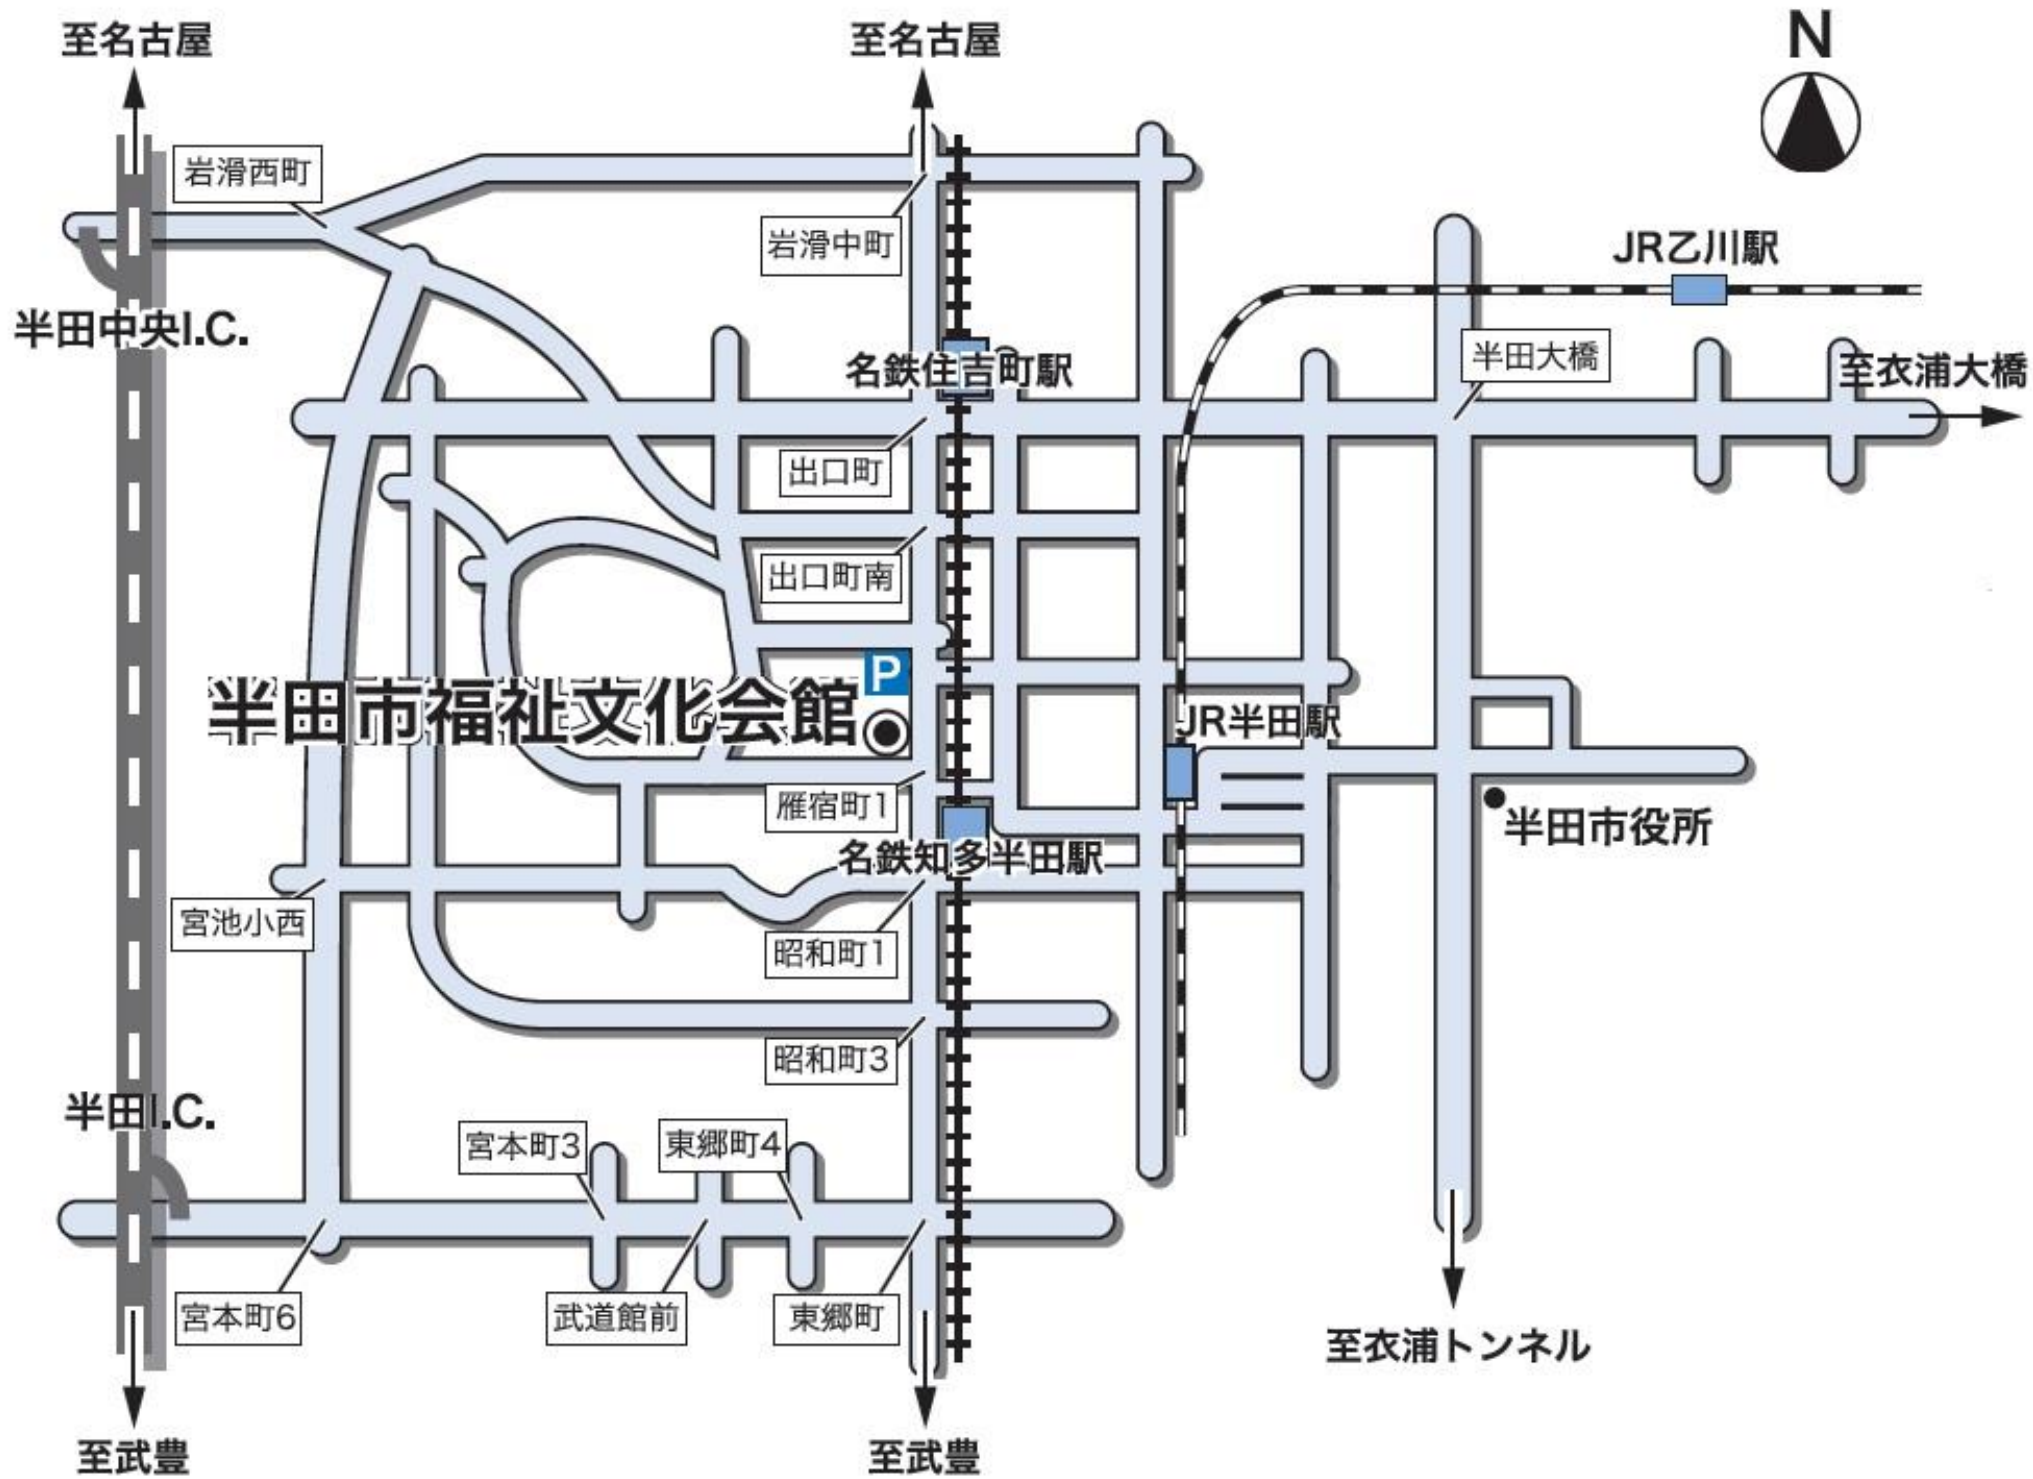 至名古屋
至名古屋
N
岩滑西町
岩滑中町
JR乙川駅
半田中央I.C.
名鉄住吉町駅
半田大橋
至衣浦大橋
出口町
出口町南
P
半田市福祉文化会館
JR半田駅
雁宿町1
半田市役所
名鉄知多半田駅
宮池小西
昭和町1
昭和町3
半田I.C.
宮本町3
東郷町4
宮本町6
武道館前
東郷町
至衣浦トンネル
至武豊
至武豊